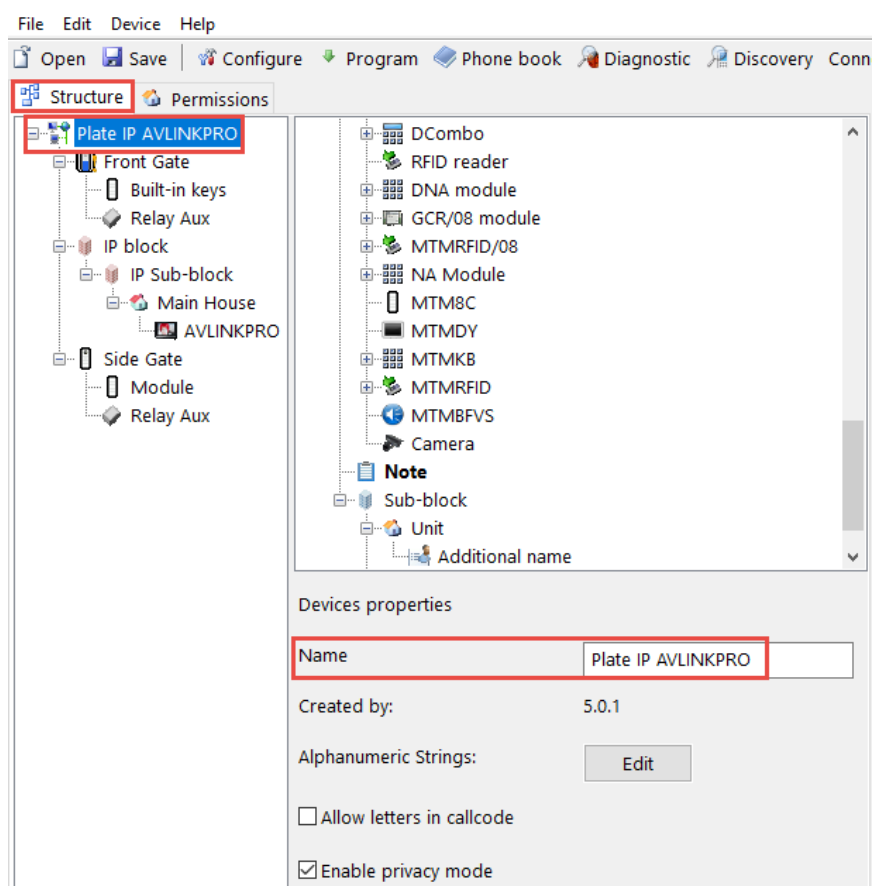 File Edit Device Help
Open Save Configure Program Phone book Diagnostic Discovery Conn
Structure Permissions
Plate IP AVLINKPRO
Front Gate
Built-in keys
Relay Aux
IP block
IP Sub-block
Main House
AVLINKPRO
Side Gate
Module
Relay Aux
DCombo
RFID reader
DNA module
GCR/08 module
MTMRFID/08
NA Module
MTM8C
MTMDY
MTMKB
MTMRFID
MTMBFVS
Camera
Note
Sub-block
Unit
Additional name
Devices properties
Name Plate IP AVLINKPRO
Created by: 5.0.1
Alphanumeric Strings: Edit
Allow letters in callcode
Enable privacy mode